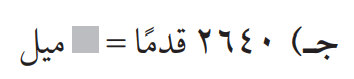 جـ) ٢٦٤٠ قدمًا = ميل